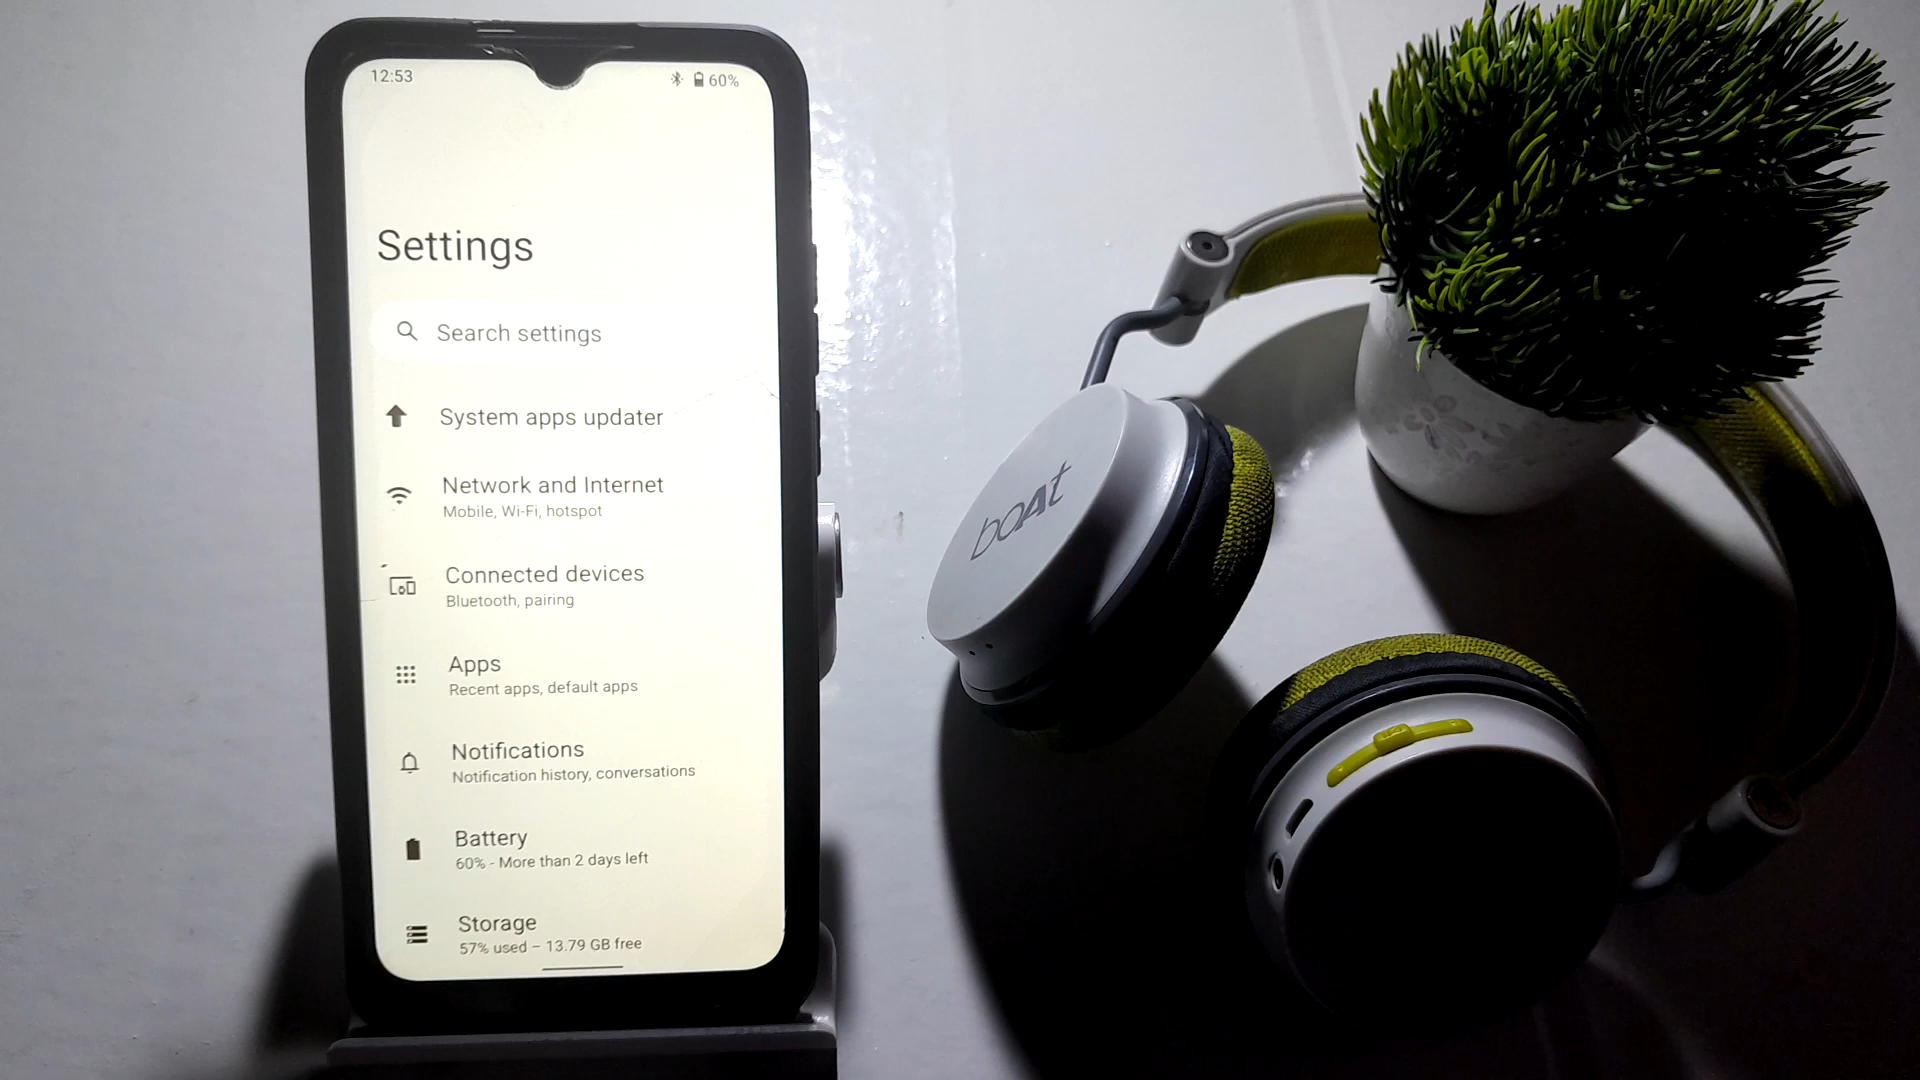 12:53
60%
Settings
Search settings
System apps updater
Network and Internet
Mobile, Wi-Fi, hotspot
Connected devices
Bluetooth, pairing
Apps
Recent apps, default apps
Notifications
Notification history, conversations
Battery
60% - More than 2 days left
Storage
57% used – 13.79 GB free
boAt